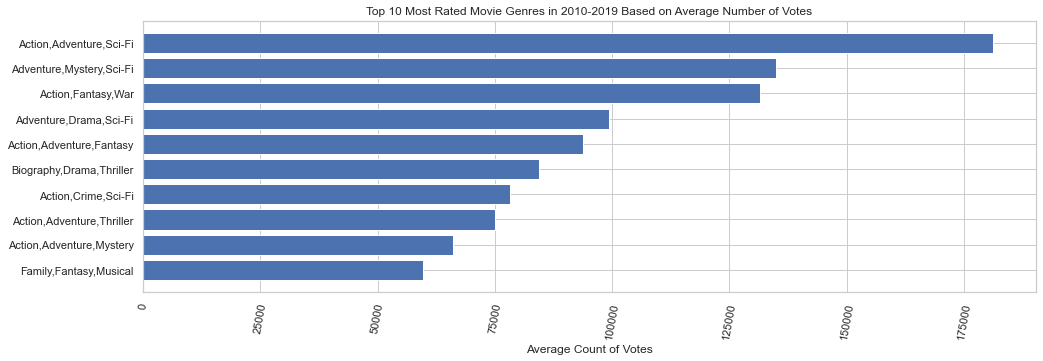 Top 10 Most Rated Movie Genres in 2010-2019 Based on Average Number of Votes
Action,Adventure,Sci-Fi
Adventure,Mystery,Sci-Fi
Action,Fantasy,War
Adventure,Drama,Sci-Fi
Action,Adventure,Fantasy
Biography,Drama,Thriller
Action,Crime,Sci-Fi
Action,Adventure,Thriller
Action,Adventure,Mystery
Family,Fantasy,Musical
0
25000
50000
75000
100000
125000
150000
175000
Average Count of Votes